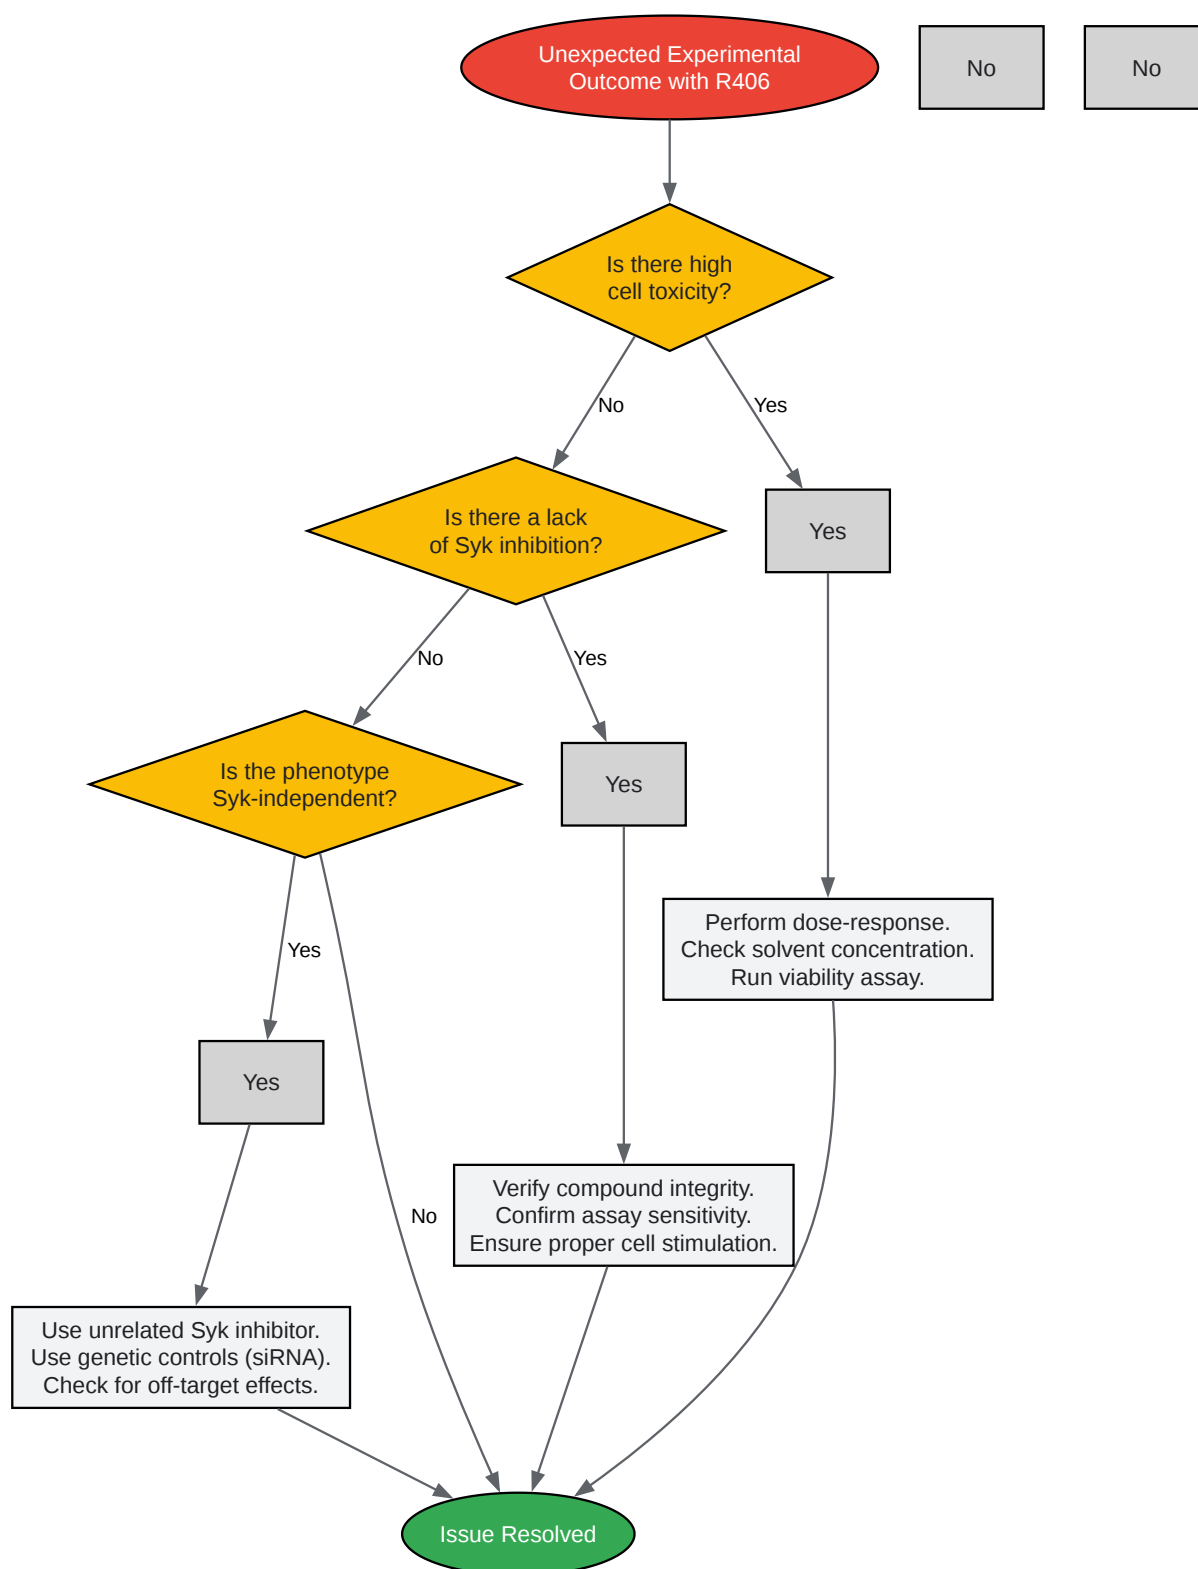 Unexpected Experimental
Outcome with R406
No
No
Is there high
cell toxicity?
No
Yes
Is there a lack
of Syk inhibition?
Yes
No
Yes
Is the phenotype
Syk-independent?
Yes
Perform dose-response.
Check solvent concentration.
Run viability assay.
Yes
Yes
No
Verify compound integrity.
Confirm assay sensitivity.
Ensure proper cell stimulation.
Use unrelated Syk inhibitor.
Use genetic controls (siRNA).
Check for off-target effects.
Issue Resolved